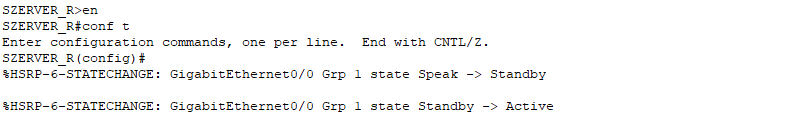 SZERVER_R>en
SZERVER_R#conf t
Enter configuration commands, one per line.  End with CNTL/Z.
SZERVER_R(config)#
%HSRP-6-STATECHANGE: GigabitEthernet0/0 Grp 1 state Speak -> Standby
%HSRP-6-STATECHANGE: GigabitEthernet0/0 Grp 1 state Standby -> Active